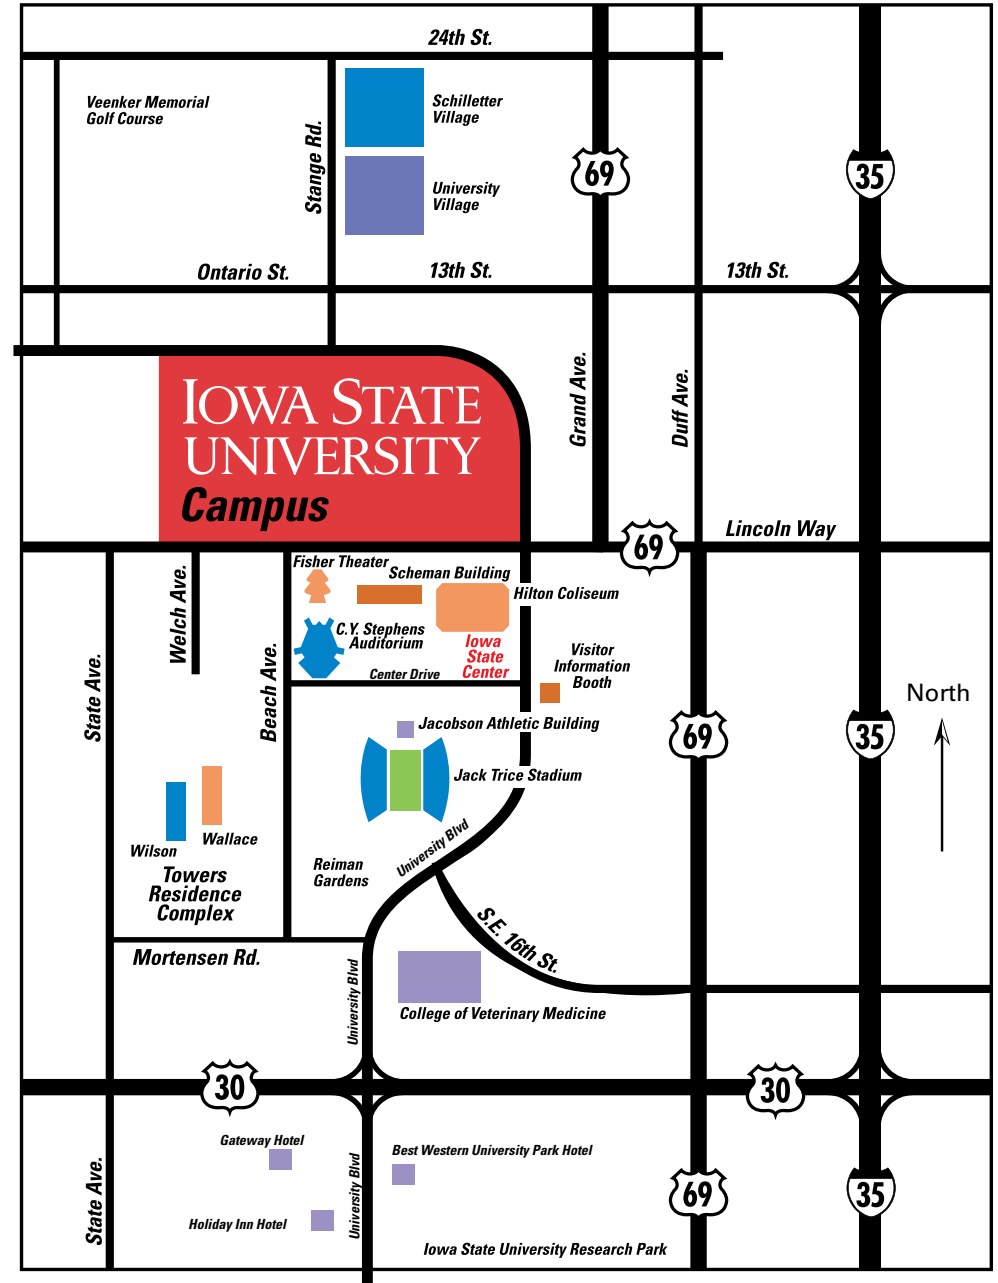 24th St.
Veenker Memorial
Golf Course
Schilletter
Village
Stange Rd.
69
35
University
Village
Ontario St.
13th St.
13th St.
IOWA STATE
UNIVERSITY
Campus
Grand Ave.
Duff Ave.
Lincoln Way
69
Fisher Theater
Scheman Building
Hilton Coliseum
Welch Ave.
C.Y. Stephens
Auditorium
Iowa
State
Center
Center Drive
Visitor
Information
Booth
State Ave.
Beach Ave.
North
Jacobson Athletic Building
69
35
Jack Trice Stadium
Wilson
Wallace
Towers
Residence
Complex
University Blvd
Reiman
Gardens
S.E. 16th St.
Mortensen Rd.
University Blvd
College of Veterinary Medicine
30
30
Gateway Hotel
Best Western University Park Hotel
State Ave.
University Blvd
69
35
Holiday Inn Hotel
Iowa State University Research Park